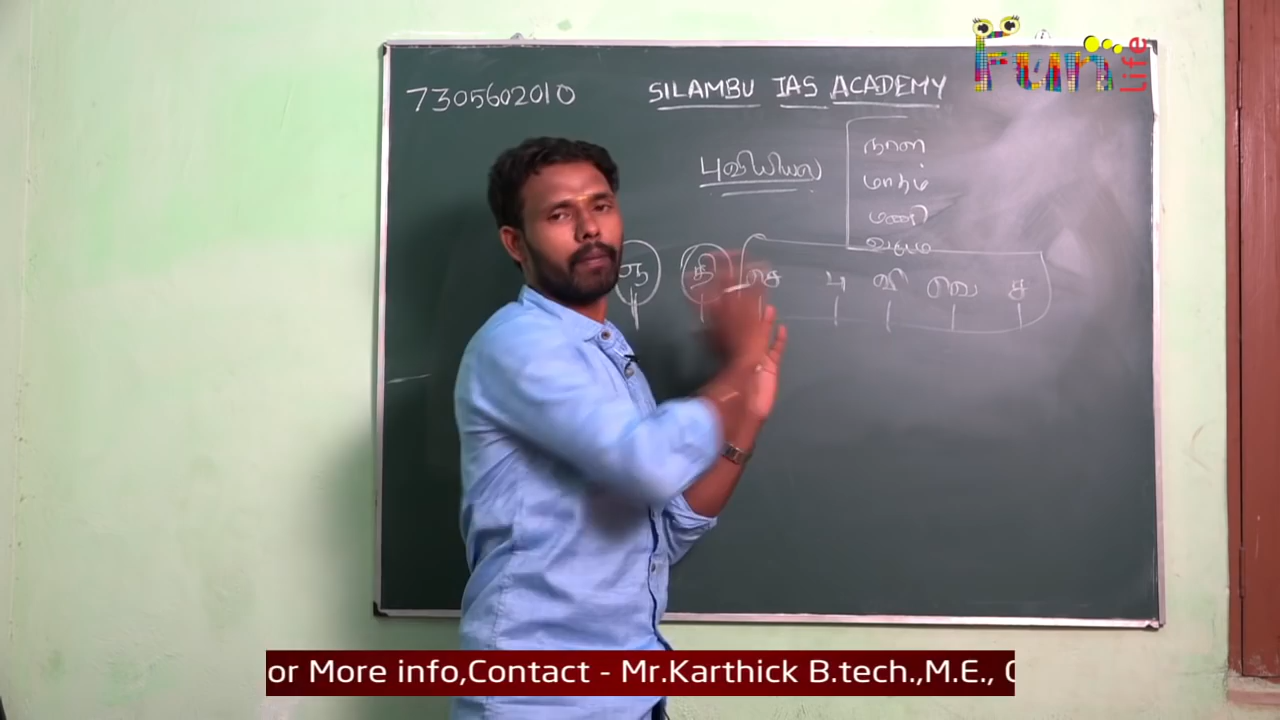 7305602010 SILAMBU IAS ACADEMY
Fun Life
புவியியல்
நாள்
மாதம்
மணி
வருடம்
ஞ தி செ பு வி வெ ச
or More info,Contact - Mr.Karthick B.tech.,M.E.,